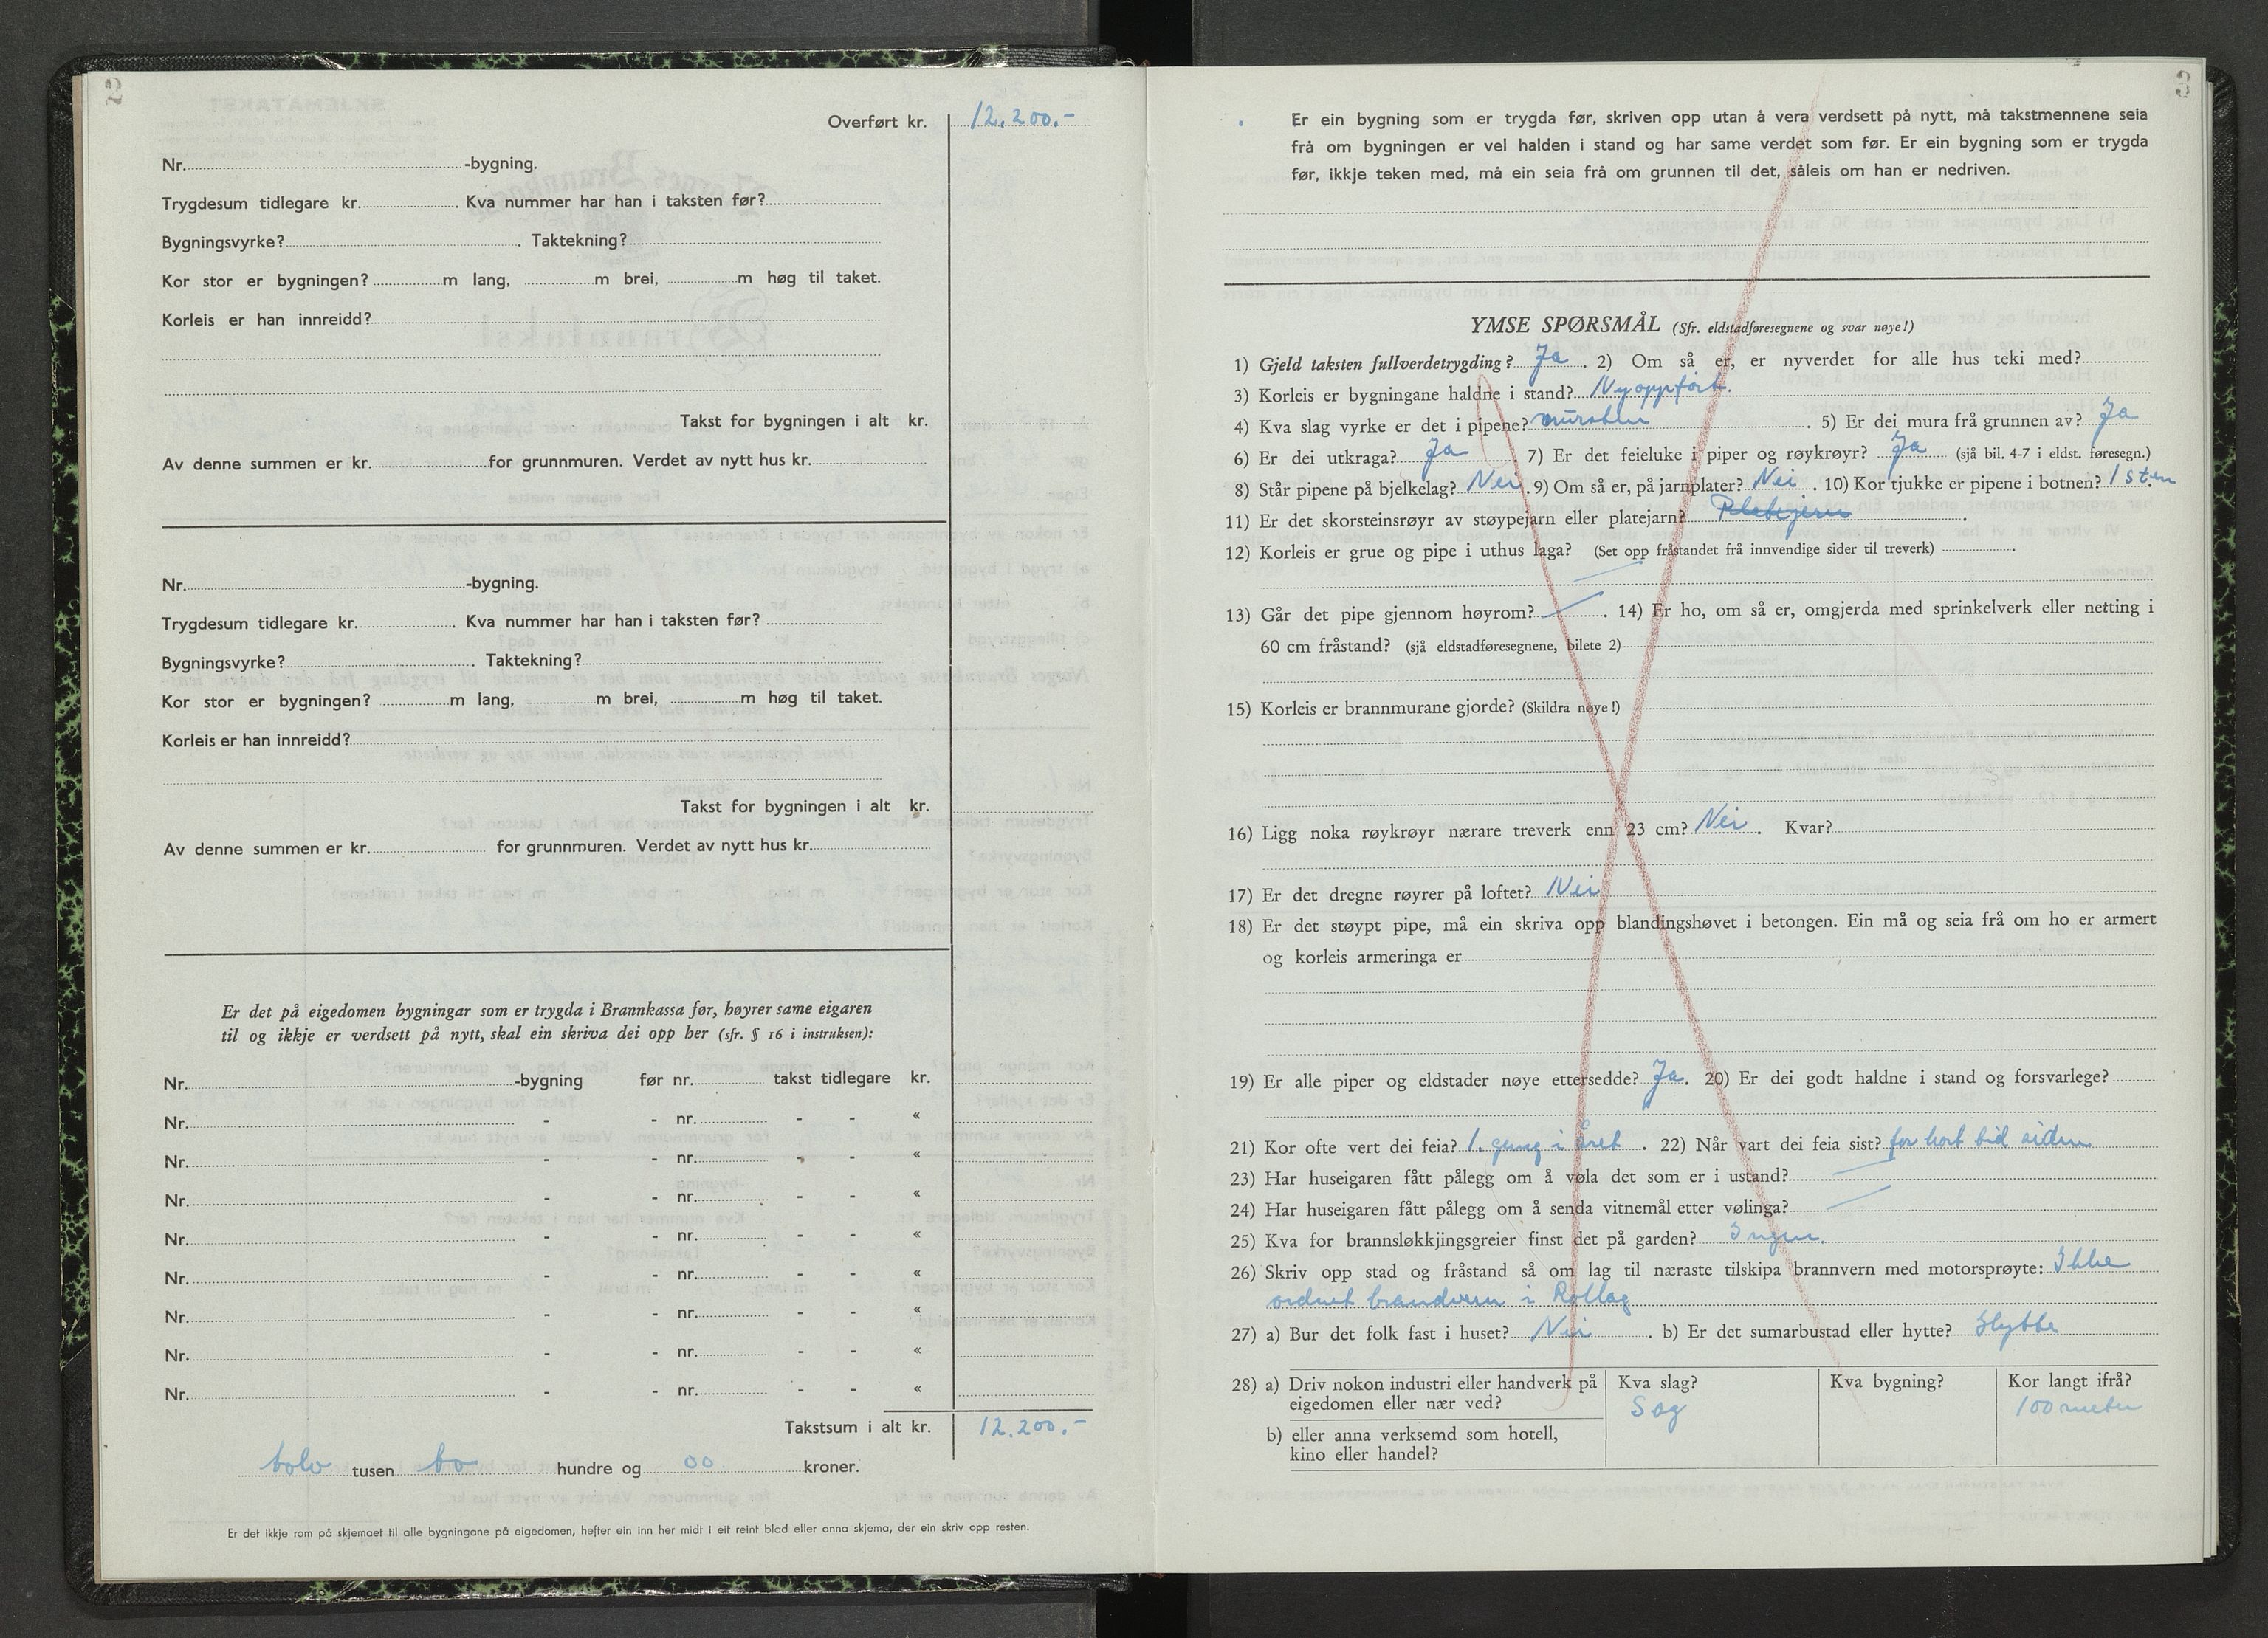 2
Overført kr. 12.200.-
Nr. -bygning.
Trygdesum tidlegare kr. . Kva nummer har han i taksten før?
Bygningsvyrke? . Taktekning?
Kor stor er bygningen? m lang, m brei, m høg til taket.
Korleis er han innreidd?
Takst for bygningen i alt kr.
Av denne summen er kr. for grunnmuren. Verdet av nytt hus kr.
Nr. -bygning.
Trygdesum tidlegare kr. . Kva nummer har han i taksten før?
Bygningsvyrke? . Taktekning?
Kor stor er bygningen? m lang, m brei, m høg til taket.
Korleis er han innreidd?
Takst for bygningen i alt kr.
Av denne summen er kr. for grunnmuren. Verdet av nytt hus kr.
Er det på eigedomen bygningar som er trygda i Brannkassa før, høyrer same eigaren
til og ikkje er verdsett på nytt, skal ein skriva dei opp her (sfr. § 16 i instruksen):
Nr. -bygning før nr. takst tidlegare kr.
Nr. - - nr. - - «
Nr. - - nr. - - «
Nr. - - nr. - - «
Nr. - - nr. - - «
Nr. - - nr. - - «
Nr. - - nr. - - «
Nr. - - nr. - - «
Nr. - - nr. - - «
Takstsum i alt kr. 12.200.-
tolv tusen to hundre og 00 kroner.
Er det ikkje rom på skjemaet til alle bygningane på eigedomen, hefter ein inn her midt i eit reint blad eller anna skjema, der ein skriv opp resten.
3
Er ein bygning som er trygda før, skriven opp utan å vera verdsett på nytt, må takstmennene seia
frå om bygningen er vel halden i stand og har same verdet som før. Er ein bygning som er trygda
før, ikkje teken med, må ein seia frå om grunnen til det, såleis om han er nedriven.
YMSE SPØRSMÅL (Sfr. eldstadføresegnene og svar nøye!)
1) Gjeld taksten fullverdetrygding? Ja . 2) Om så er, er nyverdet for alle hus teki med?
3) Korleis er bygningane haldne i stand? Nyoppført.
4) Kva slag vyrke er det i pipene? mursten . 5) Er dei mura frå grunnen av? Ja
6) Er dei utkraga? Ja . 7) Er det feieluke i piper og røykrøyr? Ja (sjå bil. 4-7 i eldst. føresegn.)
8) Står pipene på bjelkelag? Nei . 9) Om så er, på jarnplater? Nei . 10) Kor tjukke er pipene i botnen? 1 sten
11) Er det skorsteinsrøyr av støypejarn eller platejarn? Platejern .
12) Korleis er grue og pipe i uthus laga? (Set opp fråstandet frå innvendige sider til treverk) .
13) Går det pipe gjennom høyrom? . 14) Er ho, om så er, omgjerda med sprinkelverk eller netting i
60 cm fråstand? (sjå eldstadføresegnene, bilete 2)
15) Korleis er brannmurane gjorde? (Skildra nøye!)
16) Ligg noka røykrøyr nærare treverk enn 23 cm? Nei . Kvar?
17) Er det dregne røyrer på loftet? Nei
18) Er det støypt pipe, må ein skriva opp blandingshøvet i betongen. Ein må og seia frå om ho er armert
og korleis armeringa er
19) Er alle piper og eldstader nøye ettersedde? Ja. 20) Er dei godt haldne i stand og forsvarlege?
21) Kor ofte vert dei feia? 1. gang i året . 22) Når vart dei feia sist? for kort tid siden
23) Har huseigaren fått pålegg om å vøla det som er i ustand?
24) Har huseigaren fått pålegg om å senda vitnemål etter vølinga?
25) Kva for brannsløkkjingsgreier finst det på garden? Ingen.
26) Skriv opp stad og fråstand så om lag til næraste tilskipa brannvern med motorsprøyte: Ikke
ordnet brandvern i Rollag
27) a) Bur det folk fast i huset? Nei . b) Er det sumarbustad eller hytte? Hytte
28) a) Driv nokon industri eller handverk på eigedomen eller nær ved? Kva slag? Sag Kva bygning? Kor langt ifrå? 100 meter
b) eller anna verksemd som hotell,
kino eller handel?